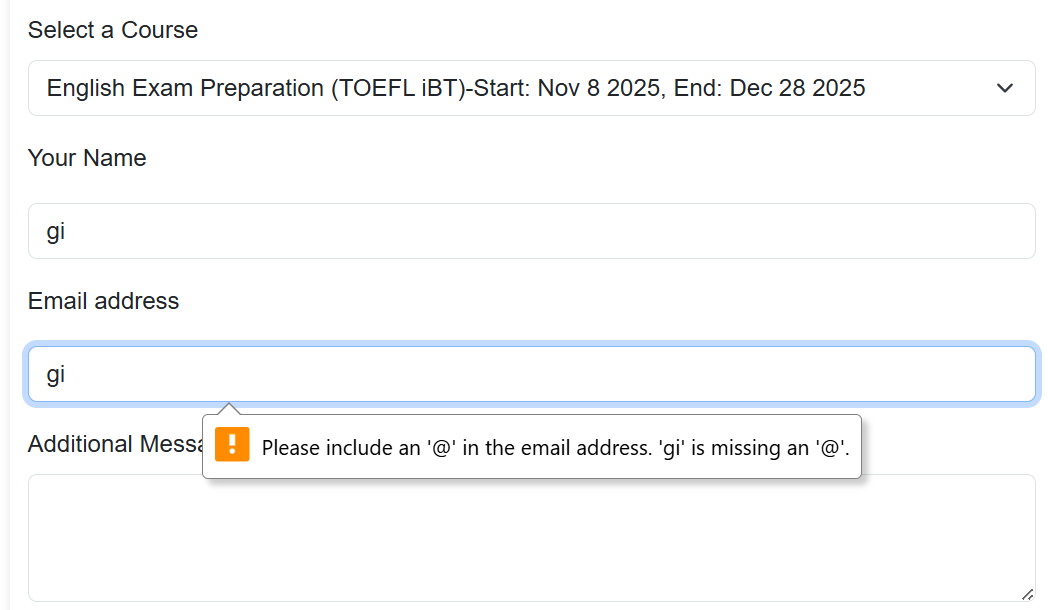 Select a Course
English Exam Preparation (TOEFL iBT)-Start: Nov 8 2025, End: Dec 28 2025
Your Name
gi
Email address
gi
Please include an '@' in the email address. 'gi' is missing an '@'.
Additional Messa